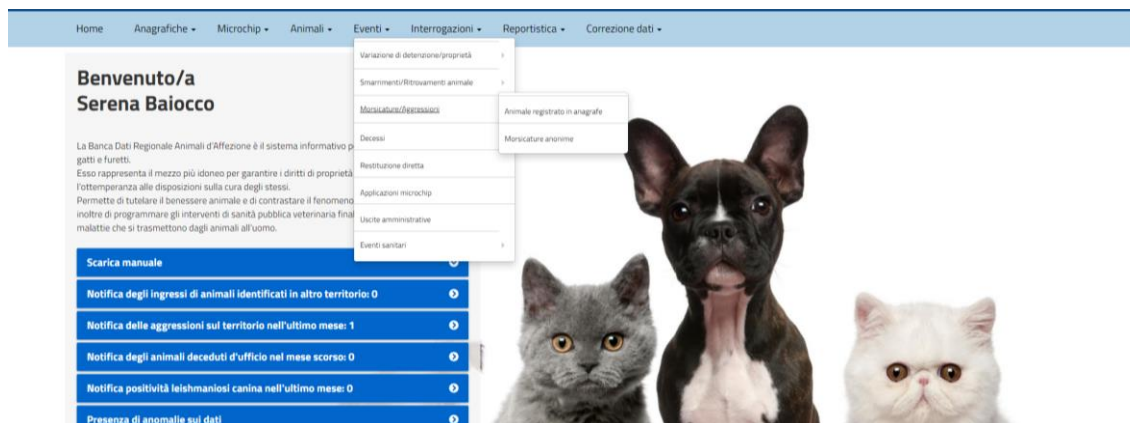 Home Anagrafiche Microchip Animali Eventi Interrogazioni Reportistica Correzione dati
Variazione di detenzione/proprietà
Smarrimenti/Ritrovamenti animale
Morsicature/Aggressioni
Decessi
Restituzione diretta
Applicazioni microchip
Uscite amministrative
Eventi sanitari
Animale registrato in anagrafe
Morsicature anonime
Benvenuto/a
Serena Baiocco
La Banca Dati Regionale Animali d'Affezione è il sistema informativo
gatti e furetti.
Esso rappresenta il mezzo più idoneo per garantire i diritti di proprietà
l'ottemperanza alle disposizioni sulla cura degli stessi.
Permette di tutelare il benessere animale e di contrastare il fenomeno
inoltre di programmare gli interventi di sanità pubblica veterinaria
malattie che si trasmettono dagli animali all'uomo.
Scarica manuale
Notifica degli ingressi di animali identificati in altro territorio: 0
Notifica delle aggressioni sul territorio nell'ultimo mese: 1
Notifica degli animali deceduti d'ufficio nel mese scorso: 0
Notifica positività leishmaniosi canina nell'ultimo mese: 0
Presenza di anomalie sui dati